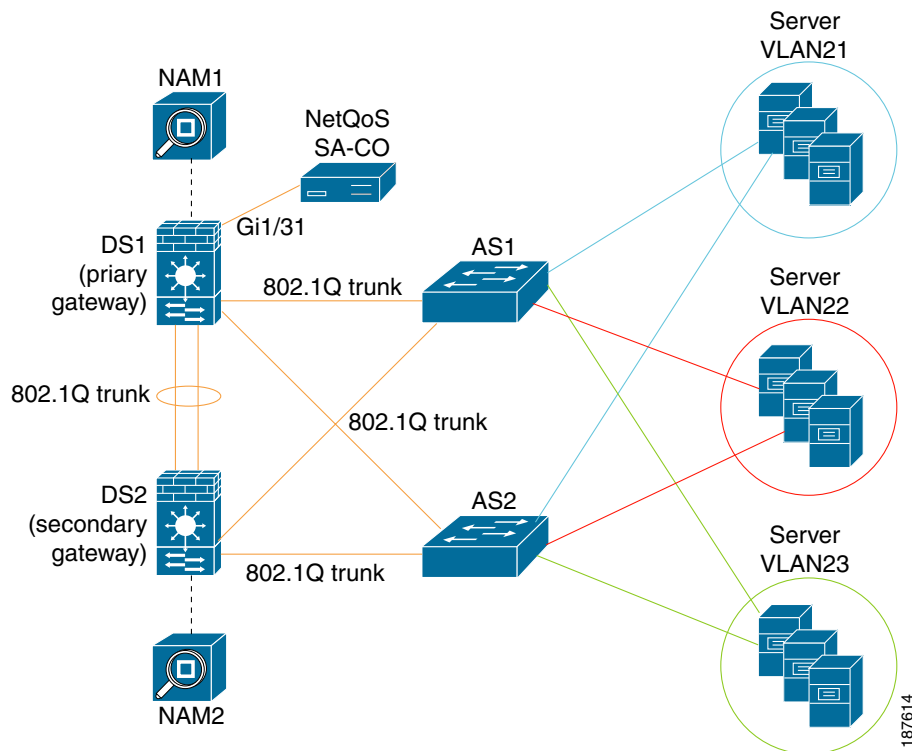 Server
VLAN21
NAM1
NetQoS
SA-CO
Gi1/31
DS1
(priary
gateway)
AS1
802.1Q trunk
Server
VLAN22
802.1Q trunk
802.1Q trunk
DS2
(secondary
gateway)
AS2
802.1Q trunk
Server
VLAN23
NAM2
187614